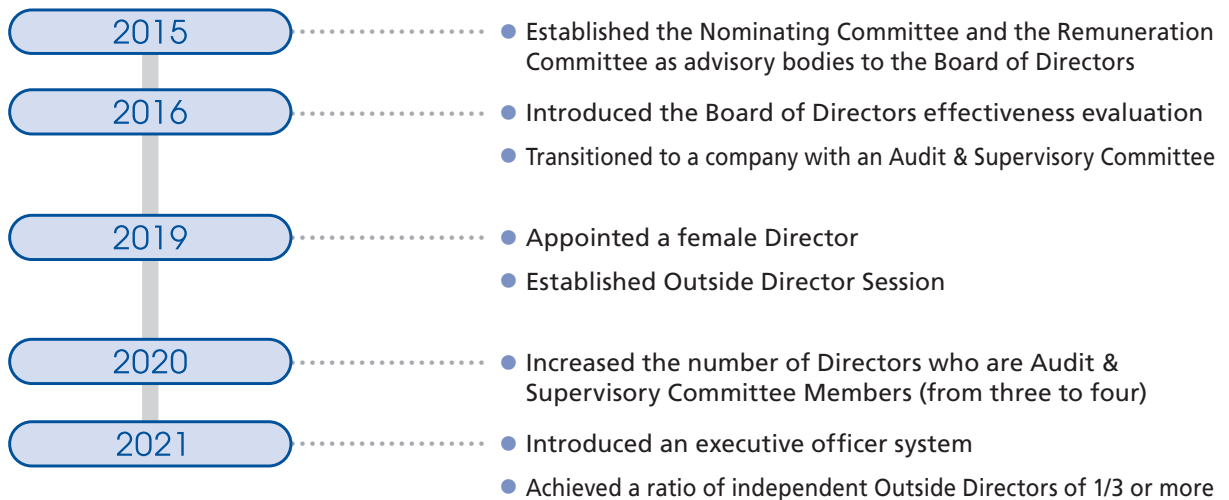 2015
● Established the Nominating Committee and the Remuneration
Committee as advisory bodies to the Board of Directors
2016
● Introduced the Board of Directors effectiveness evaluation
● Transitioned to a company with an Audit & Supervisory Committee
2019
● Appointed a female Director
● Established Outside Director Session
2020
● Increased the number of Directors who are Audit &
Supervisory Committee Members (from three to four)
2021
● Introduced an executive officer system
● Achieved a ratio of independent Outside Directors of 1/3 or more